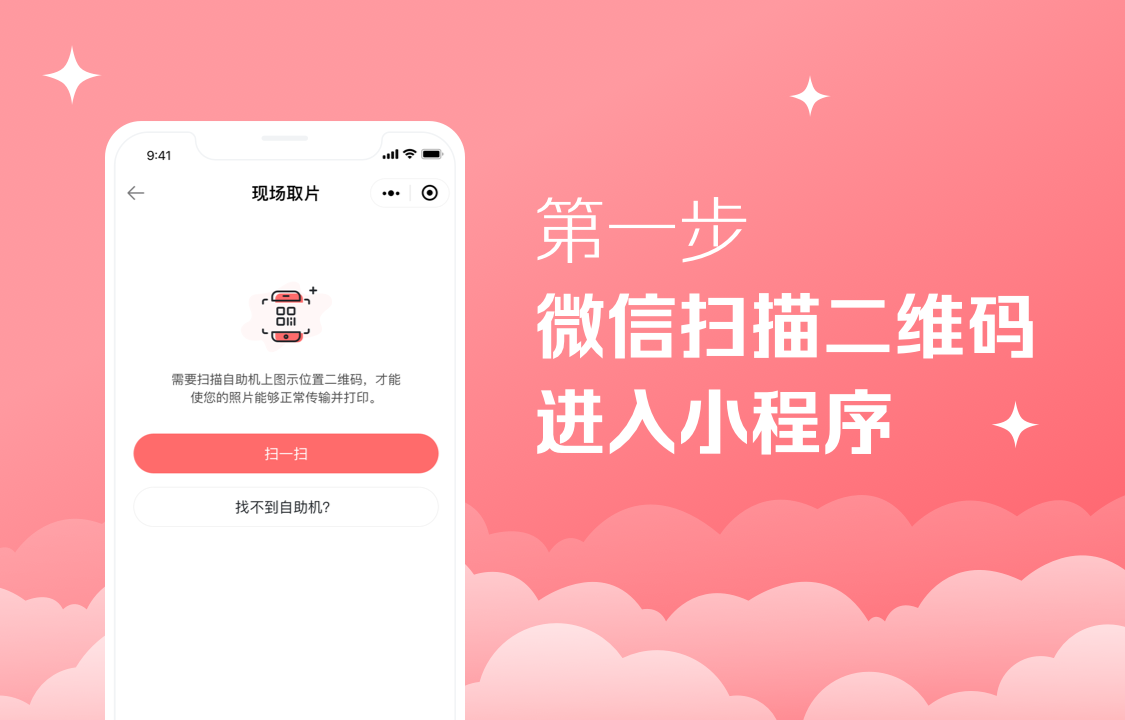 9:41
现场取片
需要扫描自助机上图示位置二维码，才能
使您的照片能够正常传输并打印。
扫一扫
找不到自助机?
第一步
微信扫描二维码
进入小程序